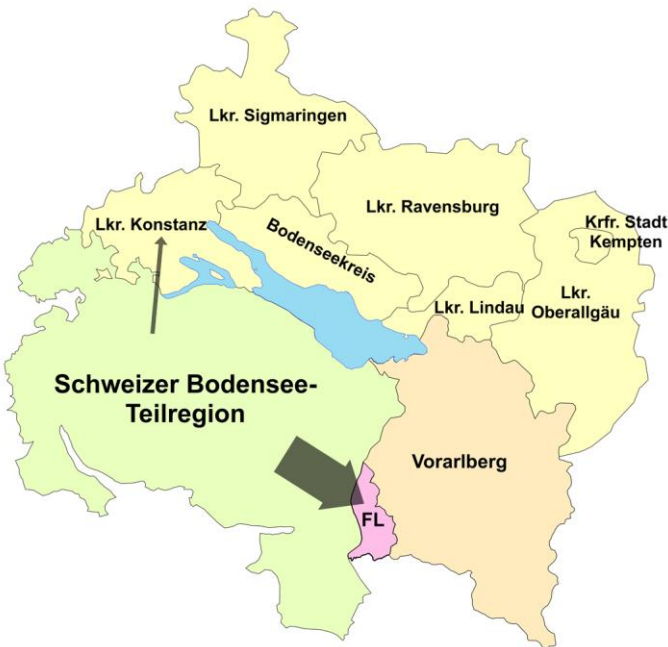 Lkr. Sigmaringen
Lkr. Ravensburg
Lkr. Konstanz
Bodenseekreis
Krfr. Stadt
Kempten
Lkr. Lindau
Lkr.
Oberallgäu
Schweizer Bodensee-
Teilregion
Vorarlberg
FL